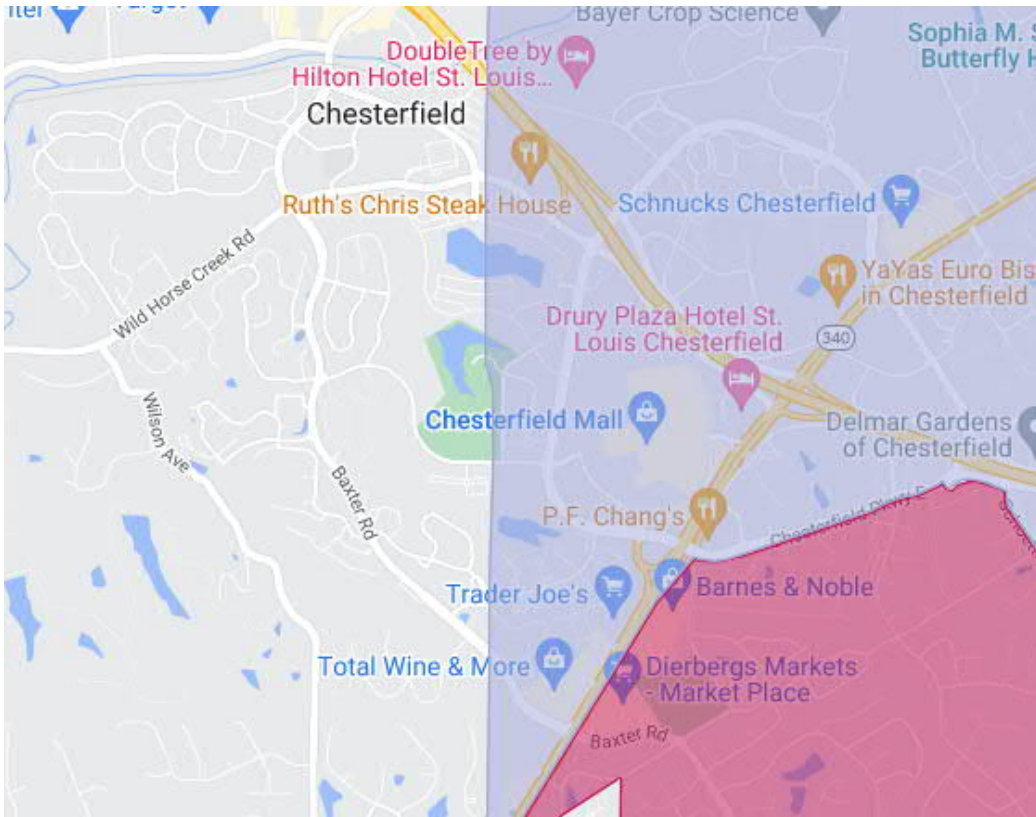 Bayer Crop Science
Sophia M. S
Butterfly H
DoubleTree by
Hilton Hotel St. Louis...
Chesterfield
Ruth's Chris Steak House
Schnucks Chesterfield
Wild Horse Creek Rd
YaYas Euro Bis
in Chesterfield
Drury Plaza Hotel St.
Louis Chesterfield
340
Chesterfield Mall
Delmar Gardens
of Chesterfield
Wilson Ave
Baxter Rd
P.F. Chang's
Chesterfield Pkwy E
Trader Joe's
Barnes & Noble
Total Wine & More
Dierbergs Markets
- Market Place
Baxter Rd